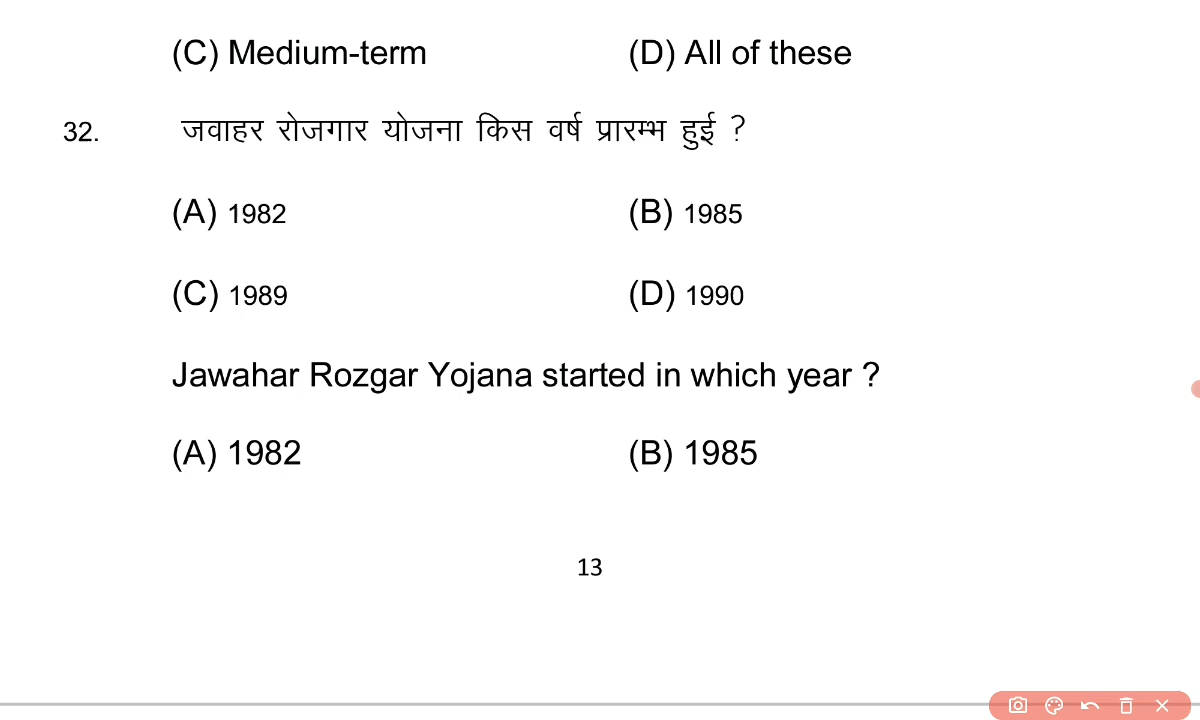 (C) Medium-term (D) All of these
32. जवाहर रोजगार योजना किस वर्ष प्रारम्भ हुई ?
(A) 1982 (B) 1985
(C) 1989 (D) 1990
Jawahar Rozgar Yojana started in which year ?
(A) 1982 (B) 1985
13